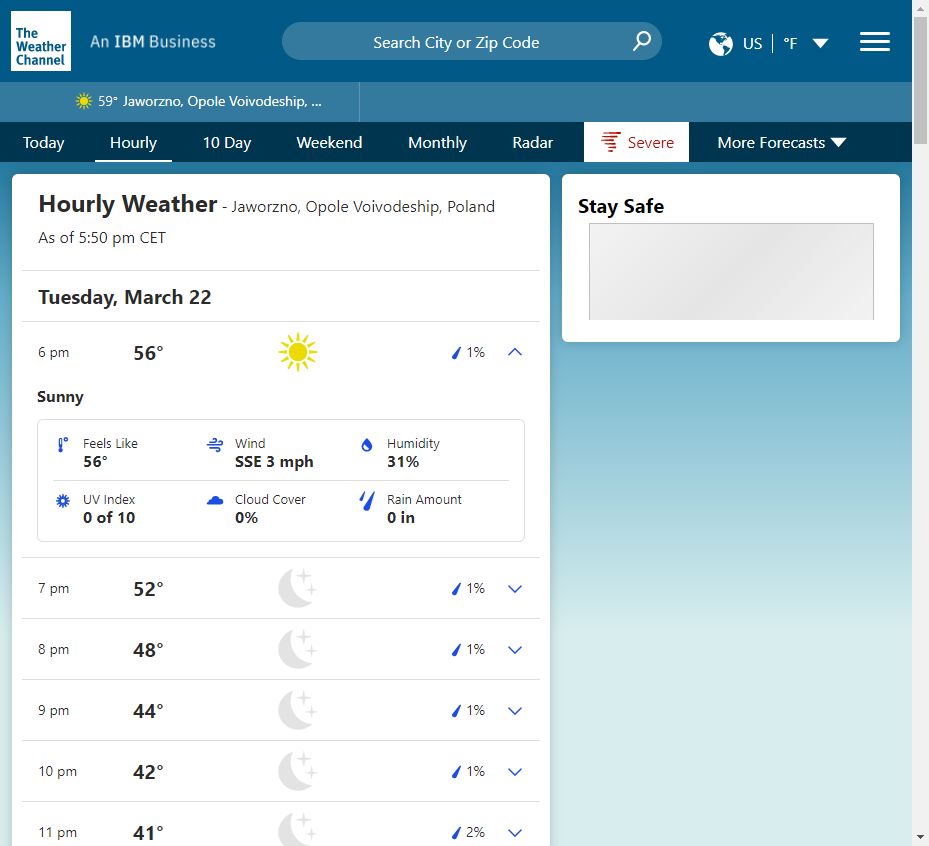 The
Weather
Channel
An IBM Business
Search City or Zip Code
US
°F
59° Jaworzno, Opole Voivodeship, ...
Today
Hourly
10 Day
Weekend
Monthly
Radar
Severe
More Forecasts
Hourly Weather - Jaworzno, Opole Voivodeship, Poland
As of 5:50 pm CET
Tuesday, March 22
6 pm 56° 1%
Sunny
Feels Like
56°
Wind
SSE 3 mph
Humidity
31%
UV Index
0 of 10
Cloud Cover
0%
Rain Amount
0 in
7 pm 52° 1%
8 pm 48° 1%
9 pm 44° 1%
10 pm 42° 1%
11 pm 41° 2%
Stay Safe